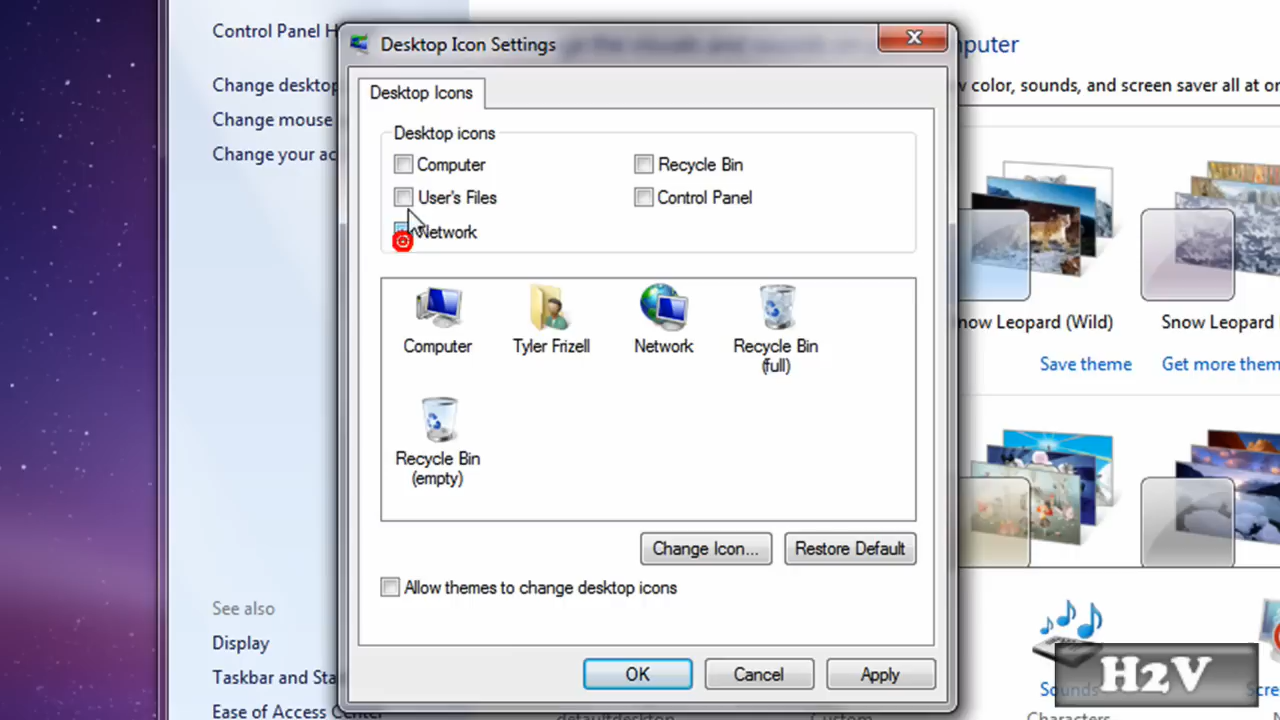 Control Panel H
Desktop Icon Settings
Change desktop
Change mouse
Change your ac
See also
Display
Taskbar and Sta
Ease of Access Center
Desktop Icons
Desktop icons
Computer
Recycle Bin
User's Files
Control Panel
Network
Computer
Tyler Frizell
Network
Recycle Bin
(full)
Recycle Bin
(empty)
Change Icon...
Restore Default
Allow themes to change desktop icons
OK
Cancel
Apply
color, sounds, and screen saver all at on
now Leopard (Wild)
Snow Leopard
Save theme
Get more them
Sounds
H2V